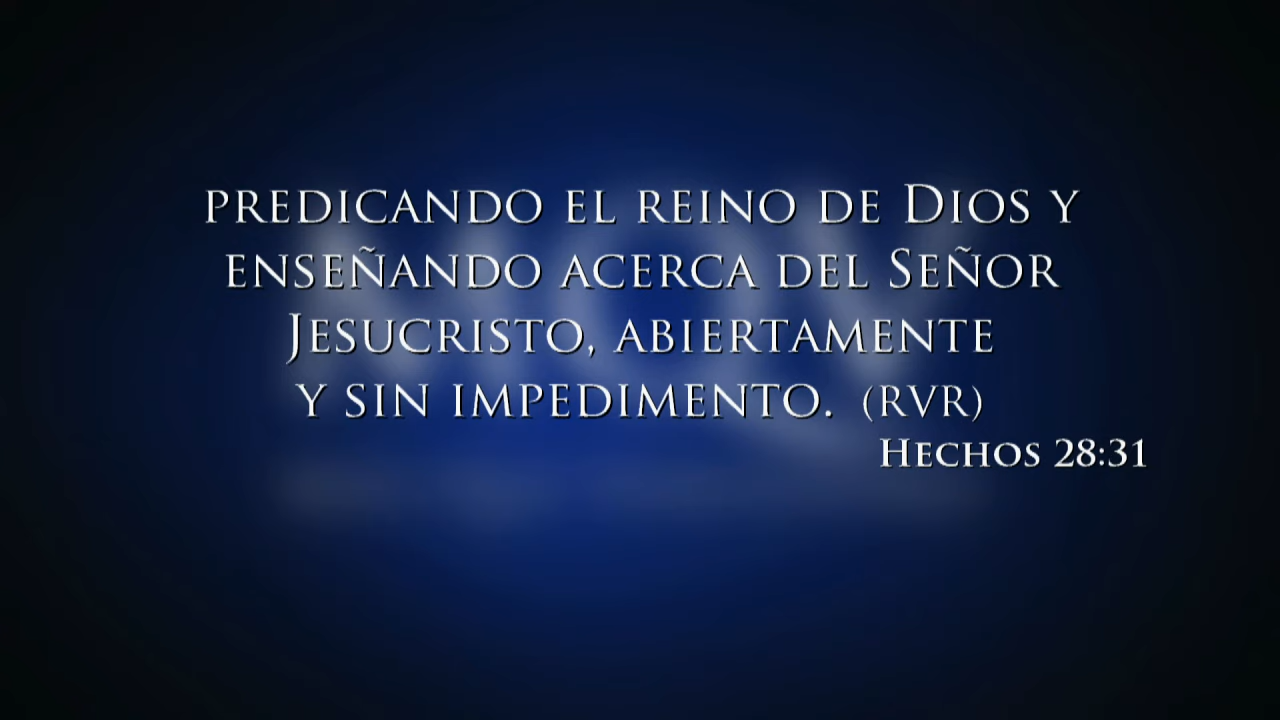 predicando el reino de Dios y
enseñando acerca del Señor
Jesucristo, abiertamente
y sin impedimento. (RVR)
Hechos 28:31